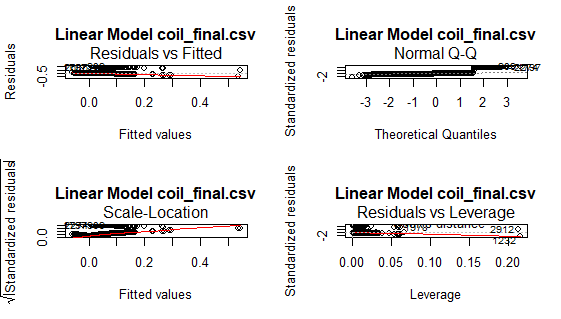 Linear Model coil_final.csv
Residuals vs Fitted
Residuals
-0.5
0.0 0.2 0.4
Fitted values
Linear Model coil_final.csv
Normal Q-Q
Standardized residuals
-2
-3 -2 -1 0 1 2 3
Theoretical Quantiles
Linear Model coil_final.csv
Scale-Location
√|Standardized residuals|
0.0
0.0 0.2 0.4
Fitted values
Linear Model coil_final.csv
Residuals vs Leverage
Standardized residuals
-2
distance
2912
1232
0.00 0.05 0.10 0.15 0.20
Leverage